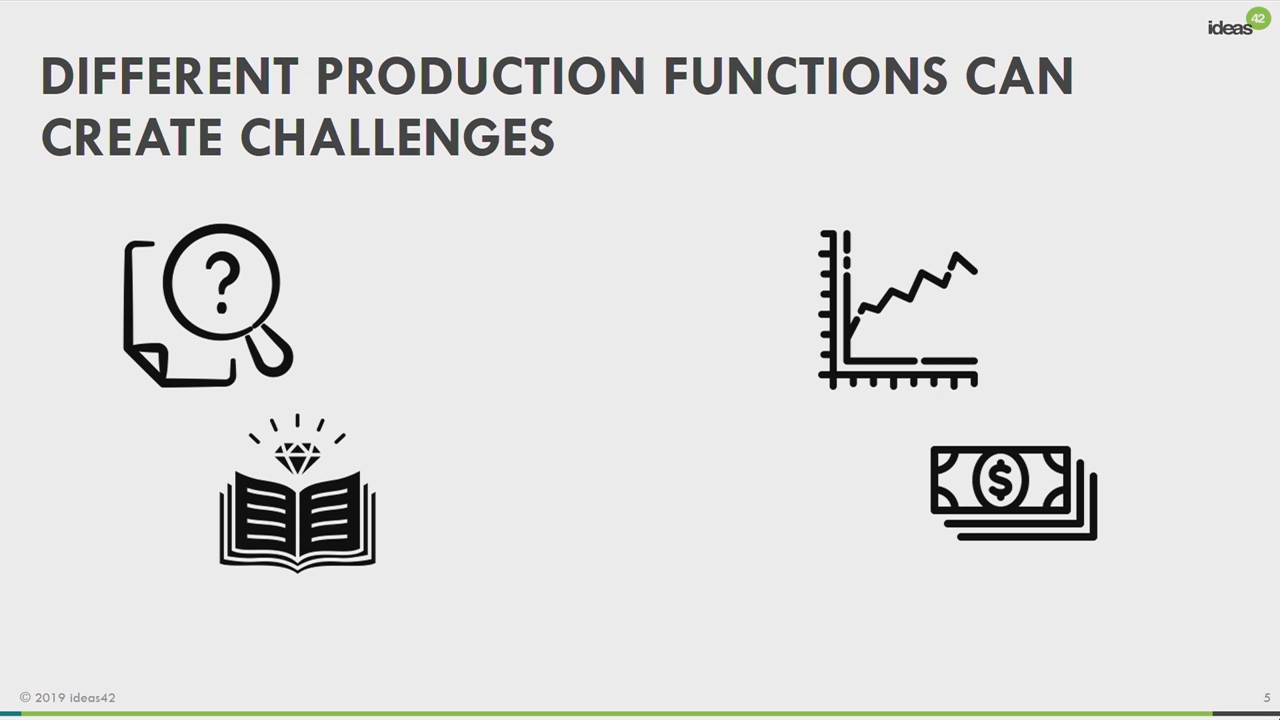 ideas42
DIFFERENT PRODUCTION FUNCTIONS CAN
CREATE CHALLENGES
?
$
© 2019 ideas42
5